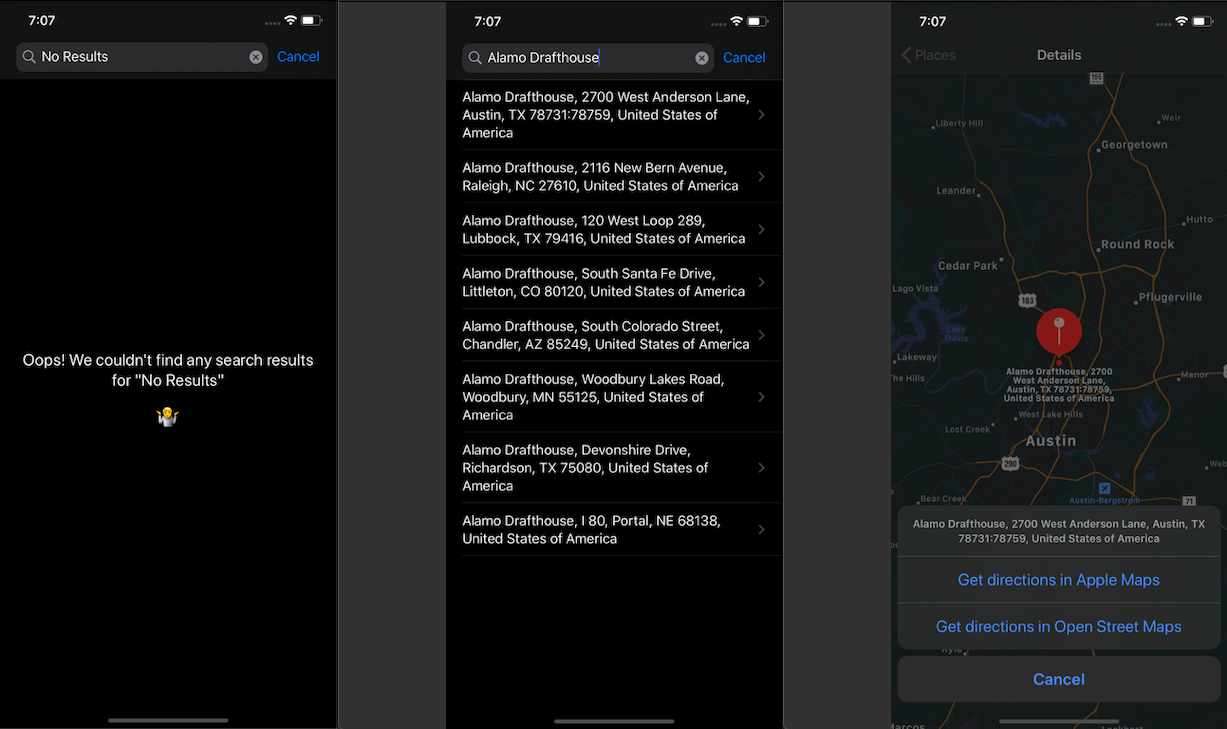 7:07
No Results
Cancel
Oops! We couldn't find any search results
for "No Results"
7:07
Alamo Drafthouse
Cancel
Alamo Drafthouse, 2700 West Anderson Lane,
Austin, TX 78731:78759, United States of
America
Alamo Drafthouse, 2116 New Bern Avenue,
Raleigh, NC 27610, United States of America
Alamo Drafthouse, 120 West Loop 289,
Lubbock, TX 79416, United States of America
Alamo Drafthouse, South Santa Fe Drive,
Littleton, CO 80120, United States of America
Alamo Drafthouse, South Colorado Street,
Chandler, AZ 85249, United States of America
Alamo Drafthouse, Woodbury Lakes Road,
Woodbury, MN 55125, United States of
America
Alamo Drafthouse, Devonshire Drive,
Richardson, TX 75080, United States of
America
Alamo Drafthouse, I 80, Portal, NE 68138,
United States of America
7:07
Places
Details
195
Liberty Hill
Weir
Georgetown
Leander
Hutto
Round Rock
Cedar Park
Lago Vista
183
Pflugerville
Lake
Travis
Lakeway
Manor
The Hills
Alamo Drafthouse, 2700
West Anderson Lane,
Austin, TX 78731:78759,
United States of America
West Lake Hills
Lost Creek
Austin
290
Web
Bear Creek
71
Austin-Bergstrom
Alamo Drafthouse, 2700 West Anderson Lane, Austin, TX
78731:78759, United States of America
Get directions in Apple Maps
Get directions in Open Street Maps
Kyle
Cancel
Marcos
Lockhart